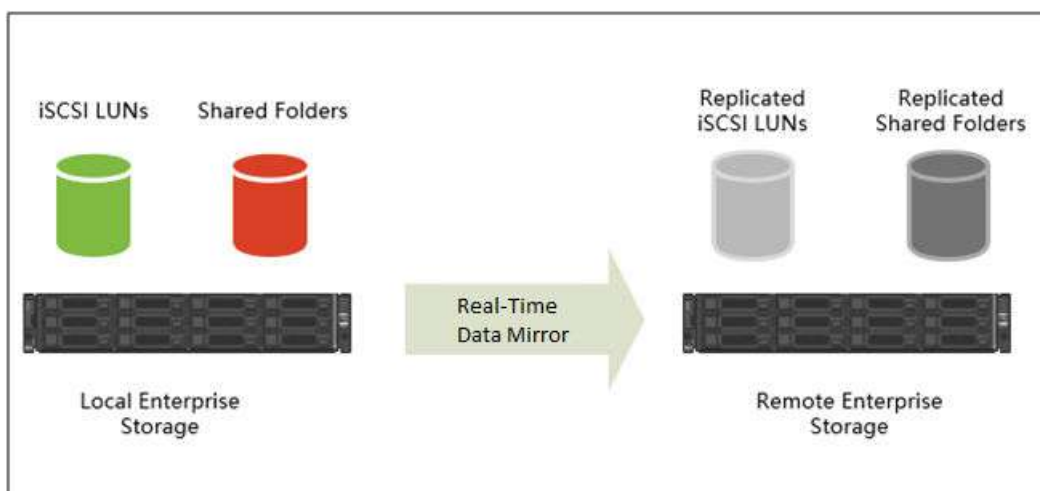 iSCSI LUNs
Shared Folders
Replicated
iSCSI LUNs
Replicated
Shared Folders
Real-Time
Data Mirror
Local Enterprise
Storage
Remote Enterprise
Storage